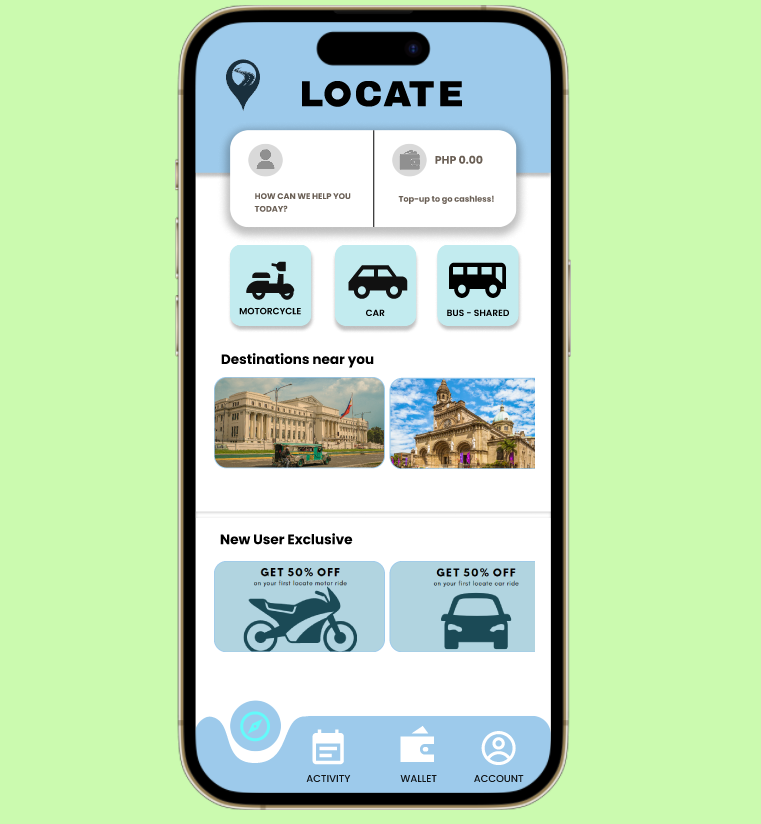 LOCATE
HOW CAN WE HELP YOU
TODAY?
PHP 0.00
Top-up to go cashless!
MOTORCYCLE
CAR
BUS - SHARED
Destinations near you
New User Exclusive
GET 50% OFF
on your first locate motor ride
GET 50% OFF
on your first locate car ride
ACTIVITY
WALLET
ACCOUNT